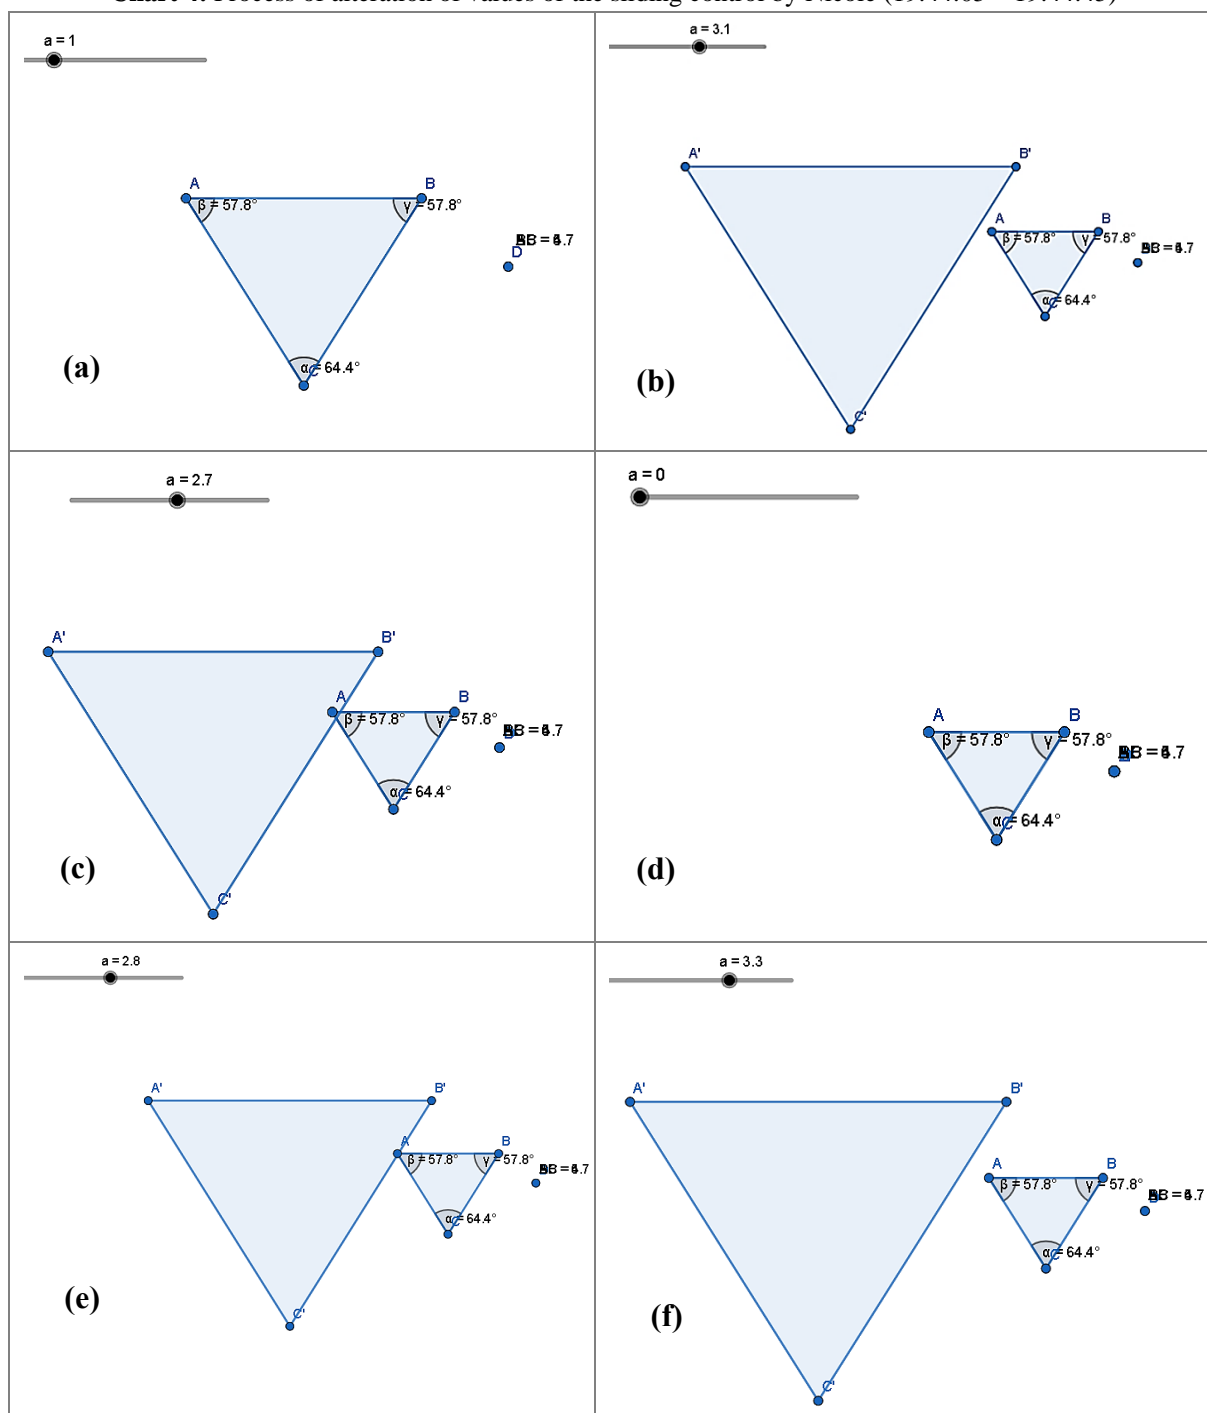 a = 1
A
B
β = 57.8°
γ = 57.8°
D
α = 64.4°
C
(a)
a = 3.1
A'
B'
A
B
β = 57.8°
γ = 57.8°
α = 64.4°
C
C'
(b)
a = 2.7
A'
B'
A
B
β = 57.8°
γ = 57.8°
α = 64.4°
C
C'
(c)
a = 0
A
B
β = 57.8°
γ = 57.8°
α = 64.4°
C
(d)
a = 2.8
A'
B'
A
B
β = 57.8°
γ = 57.8°
α = 64.4°
C
C'
(e)
a = 3.3
A'
B'
A
B
β = 57.8°
γ = 57.8°
α = 64.4°
C
C'
(f)